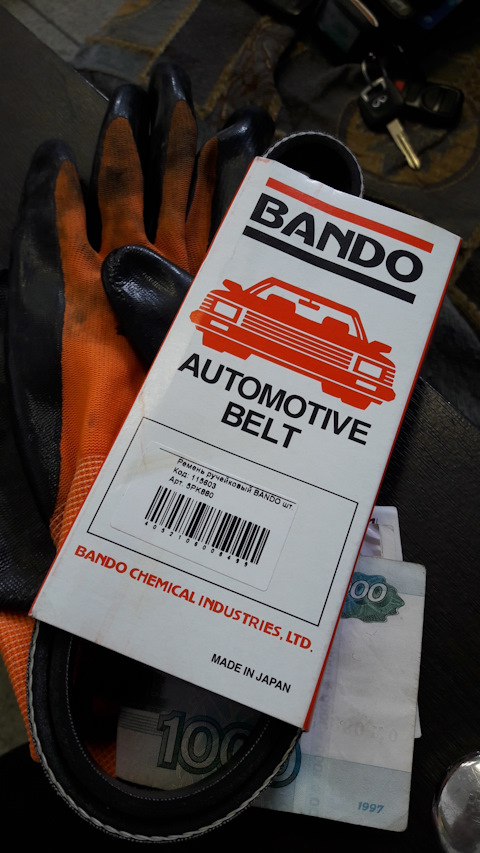 BANDO
AUTOMOTIVE
BELT
Ремень ручейковый BANDO шт
Код: 115603
Арт. 5PK890
BANDO CHEMICAL INDUSTRIES, LTD.
MADE IN JAPAN
1000
1997